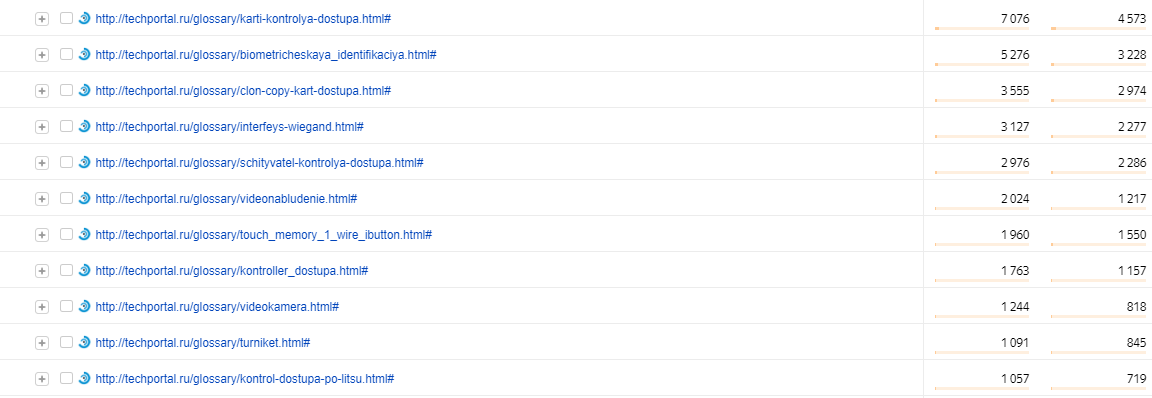 http://techportal.ru/glossary/karti-kontrolya-dostupa.html# 7 076 4 573
http://techportal.ru/glossary/biometricheskaya_identifikaciya.html# 5 276 3 228
http://techportal.ru/glossary/clon-copy-kart-dostupa.html# 3 555 2 974
http://techportal.ru/glossary/interfeys-wiegand.html# 3 127 2 277
http://techportal.ru/glossary/schityvatel-kontrolya-dostupa.html# 2 976 2 286
http://techportal.ru/glossary/videonabludenie.html# 2 024 1 217
http://techportal.ru/glossary/touch_memory_1_wire_ibutton.html# 1 960 1 550
http://techportal.ru/glossary/kontroller_dostupa.html# 1 763 1 157
http://techportal.ru/glossary/videokamera.html# 1 244 818
http://techportal.ru/glossary/turniket.html# 1 091 845
http://techportal.ru/glossary/kontrol-dostupa-po-litsu.html# 1 057 719